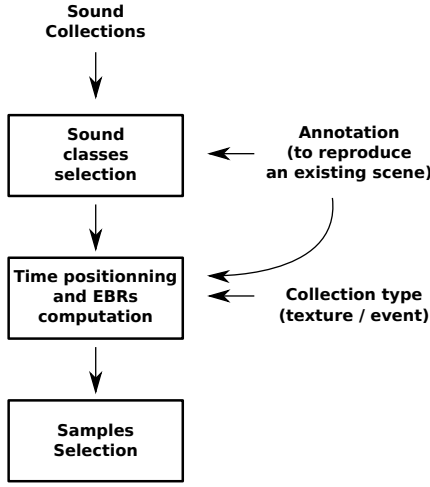 Sound
Collections
Sound
classes
selection
Annotation
(to reproduce
an existing scene)
Time positionning
and EBRs
computation
Collection type
(texture / event)
Samples
Selection